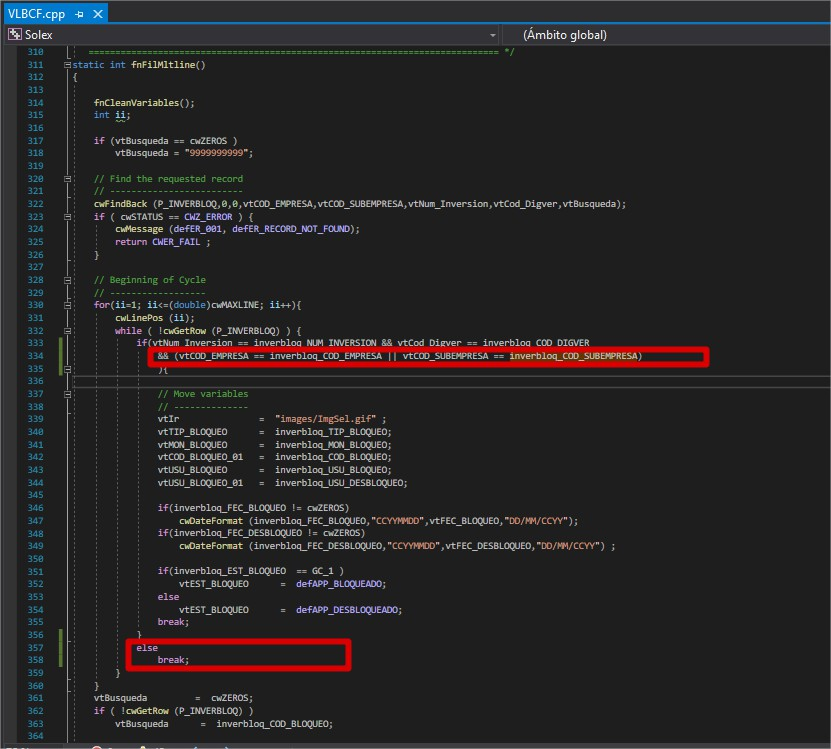 VLBCF.cpp
Solex (Ámbito global)
310 ============================================================================== */
311 static int fnFilMltline()
312 {
313
314 fnCleanVariables();
315 int ii;
316
317 if (vtBusqueda == cwZEROS )
318 vtBusqueda = "9999999999";
319
320 // Find the requested record
321 // -------------------------
322 cwFindBack (P_INVERBLOQ,0,0,vtCOD_EMPRESA,vtCOD_SUBEMPRESA,vtNum_Inversion,vtCod_Digver,vtBusqueda);
323 if ( cwSTATUS == CWZ_ERROR ) {
324 cwMessage (defER_001, defER_RECORD_NOT_FOUND);
325 return CWER_FAIL ;
326 }
327
328 // Beginning of Cycle
329 // ------------------
330 for(ii=1; ii<=(double)cwMAXLINE; ii++){
331 cwLinePos (ii);
332 while ( !cwGetRow (P_INVERBLOQ) ) {
333 if(vtNum_Inversion == inverbloq_NUM_INVERSION && vtCod_Digver == inverbloq_COD_DIGVER
334 && (vtCOD_EMPRESA == inverbloq_COD_EMPRESA || vtCOD_SUBEMPRESA == inverbloq_COD_SUBEMPRESA)
335 ){
336
337 // Move variables
338 // --------------
339 vtIr = "images/ImgSel.gif" ;
340 vtTIP_BLOQUEO = inverbloq_TIP_BLOQUEO;
341 vtMON_BLOQUEO = inverbloq_MON_BLOQUEO;
342 vtCOD_BLOQUEO_01 = inverbloq_COD_BLOQUEO;
343 vtUSU_BLOQUEO = inverbloq_USU_BLOQUEO;
344 vtUSU_BLOQUEO_01 = inverbloq_USU_DESBLOQUEO;
345
346 if(inverbloq_FEC_BLOQUEO != cwZEROS)
347 cwDateFormat (inverbloq_FEC_BLOQUEO,"CCYYMMDD",vtFEC_BLOQUEO,"DD/MM/CCYY");
348 if(inverbloq_FEC_DESBLOQUEO != cwZEROS)
349 cwDateFormat (inverbloq_FEC_DESBLOQUEO,"CCYYMMDD",vtFEC_DESBLOQUEO,"DD/MM/CCYY") ;
350
351 if(inverbloq_EST_BLOQUEO == GC_1 )
352 vtEST_BLOQUEO = defAPP_BLOQUEADO;
353 else
354 vtEST_BLOQUEO = defAPP_DESBLOQUEADO;
355 break;
356 }
357 else
358 break;
359 }
360 }
361 vtBusqueda = cwZEROS;
362 if ( !cwGetRow (P_INVERBLOQ) )
363 vtBusqueda = inverbloq_COD_BLOQUEO;
364